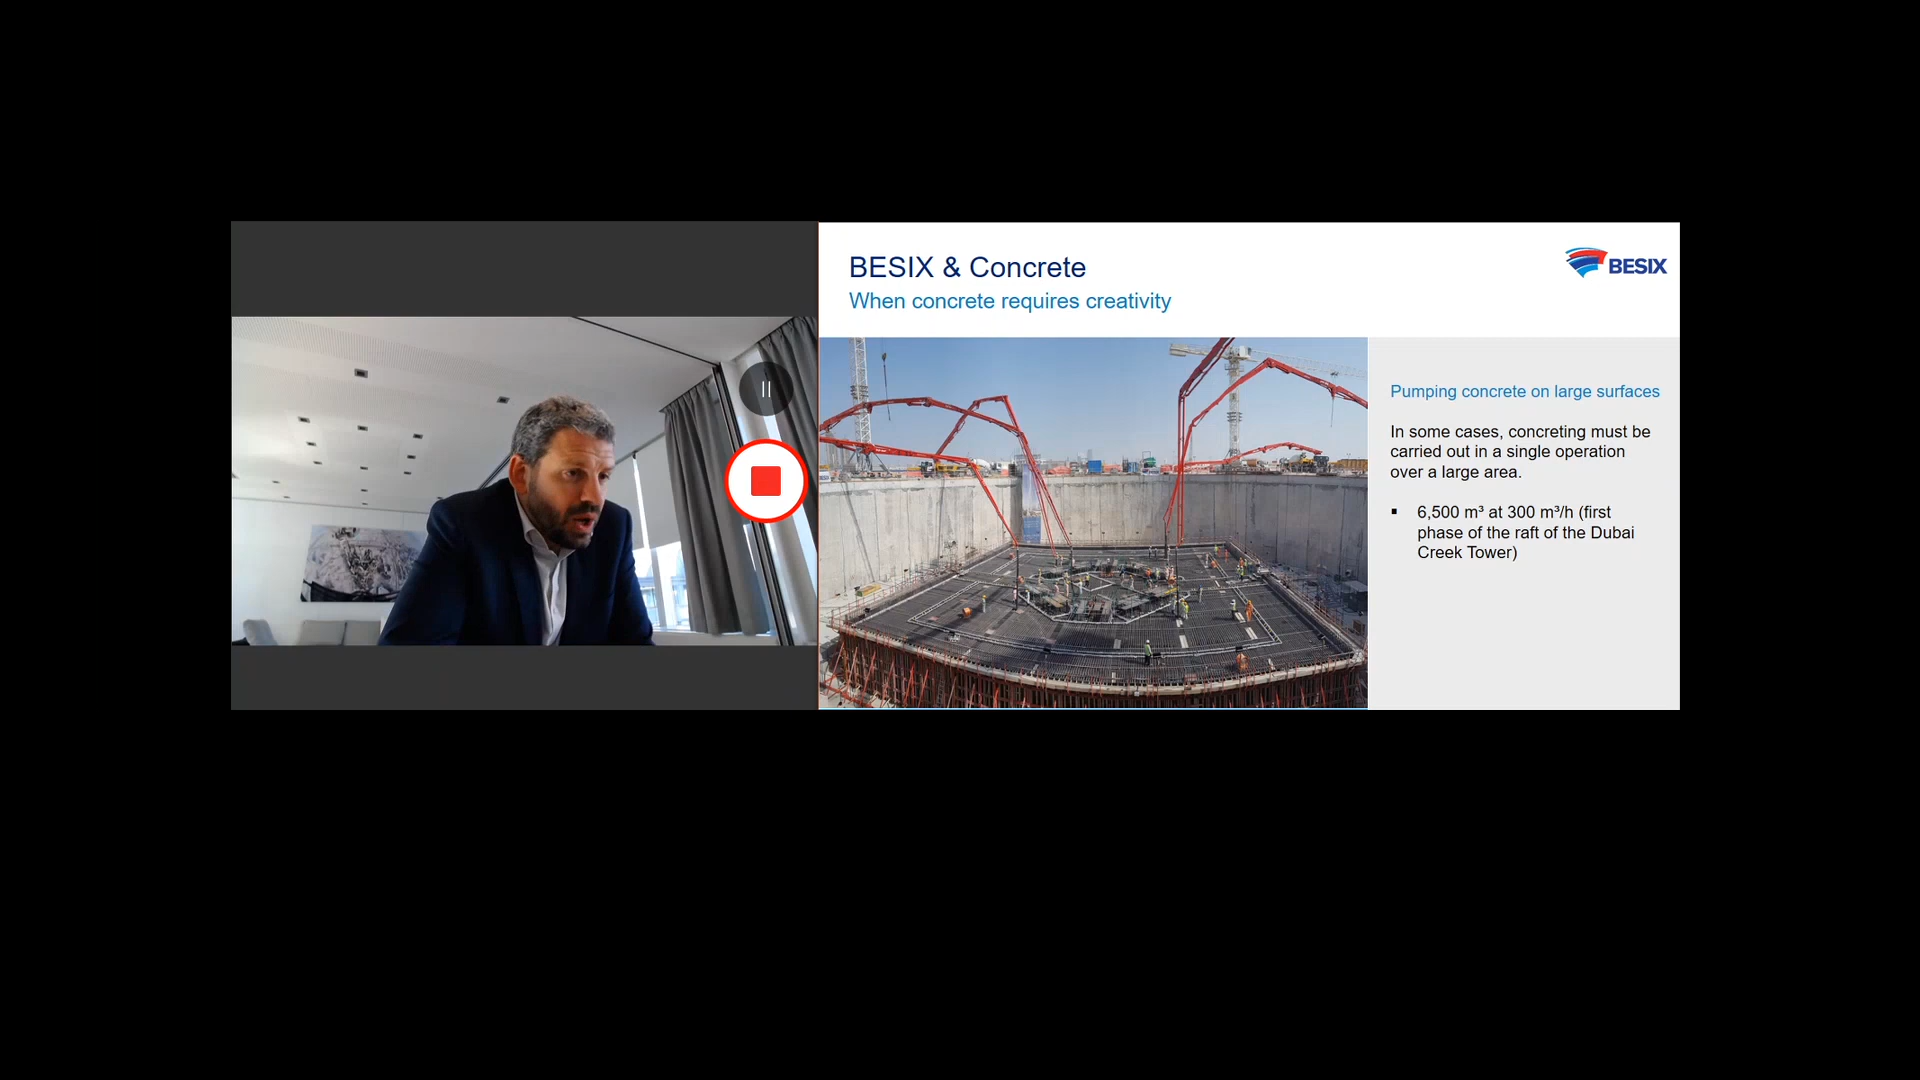 BESIX & Concrete
When concrete requires creativity
BESIX
Pumping concrete on large surfaces
In some cases, concreting must be
carried out in a single operation
over a large area.
▪ 6,500 m³ at 300 m³/h (first
phase of the raft of the Dubai
Creek Tower)